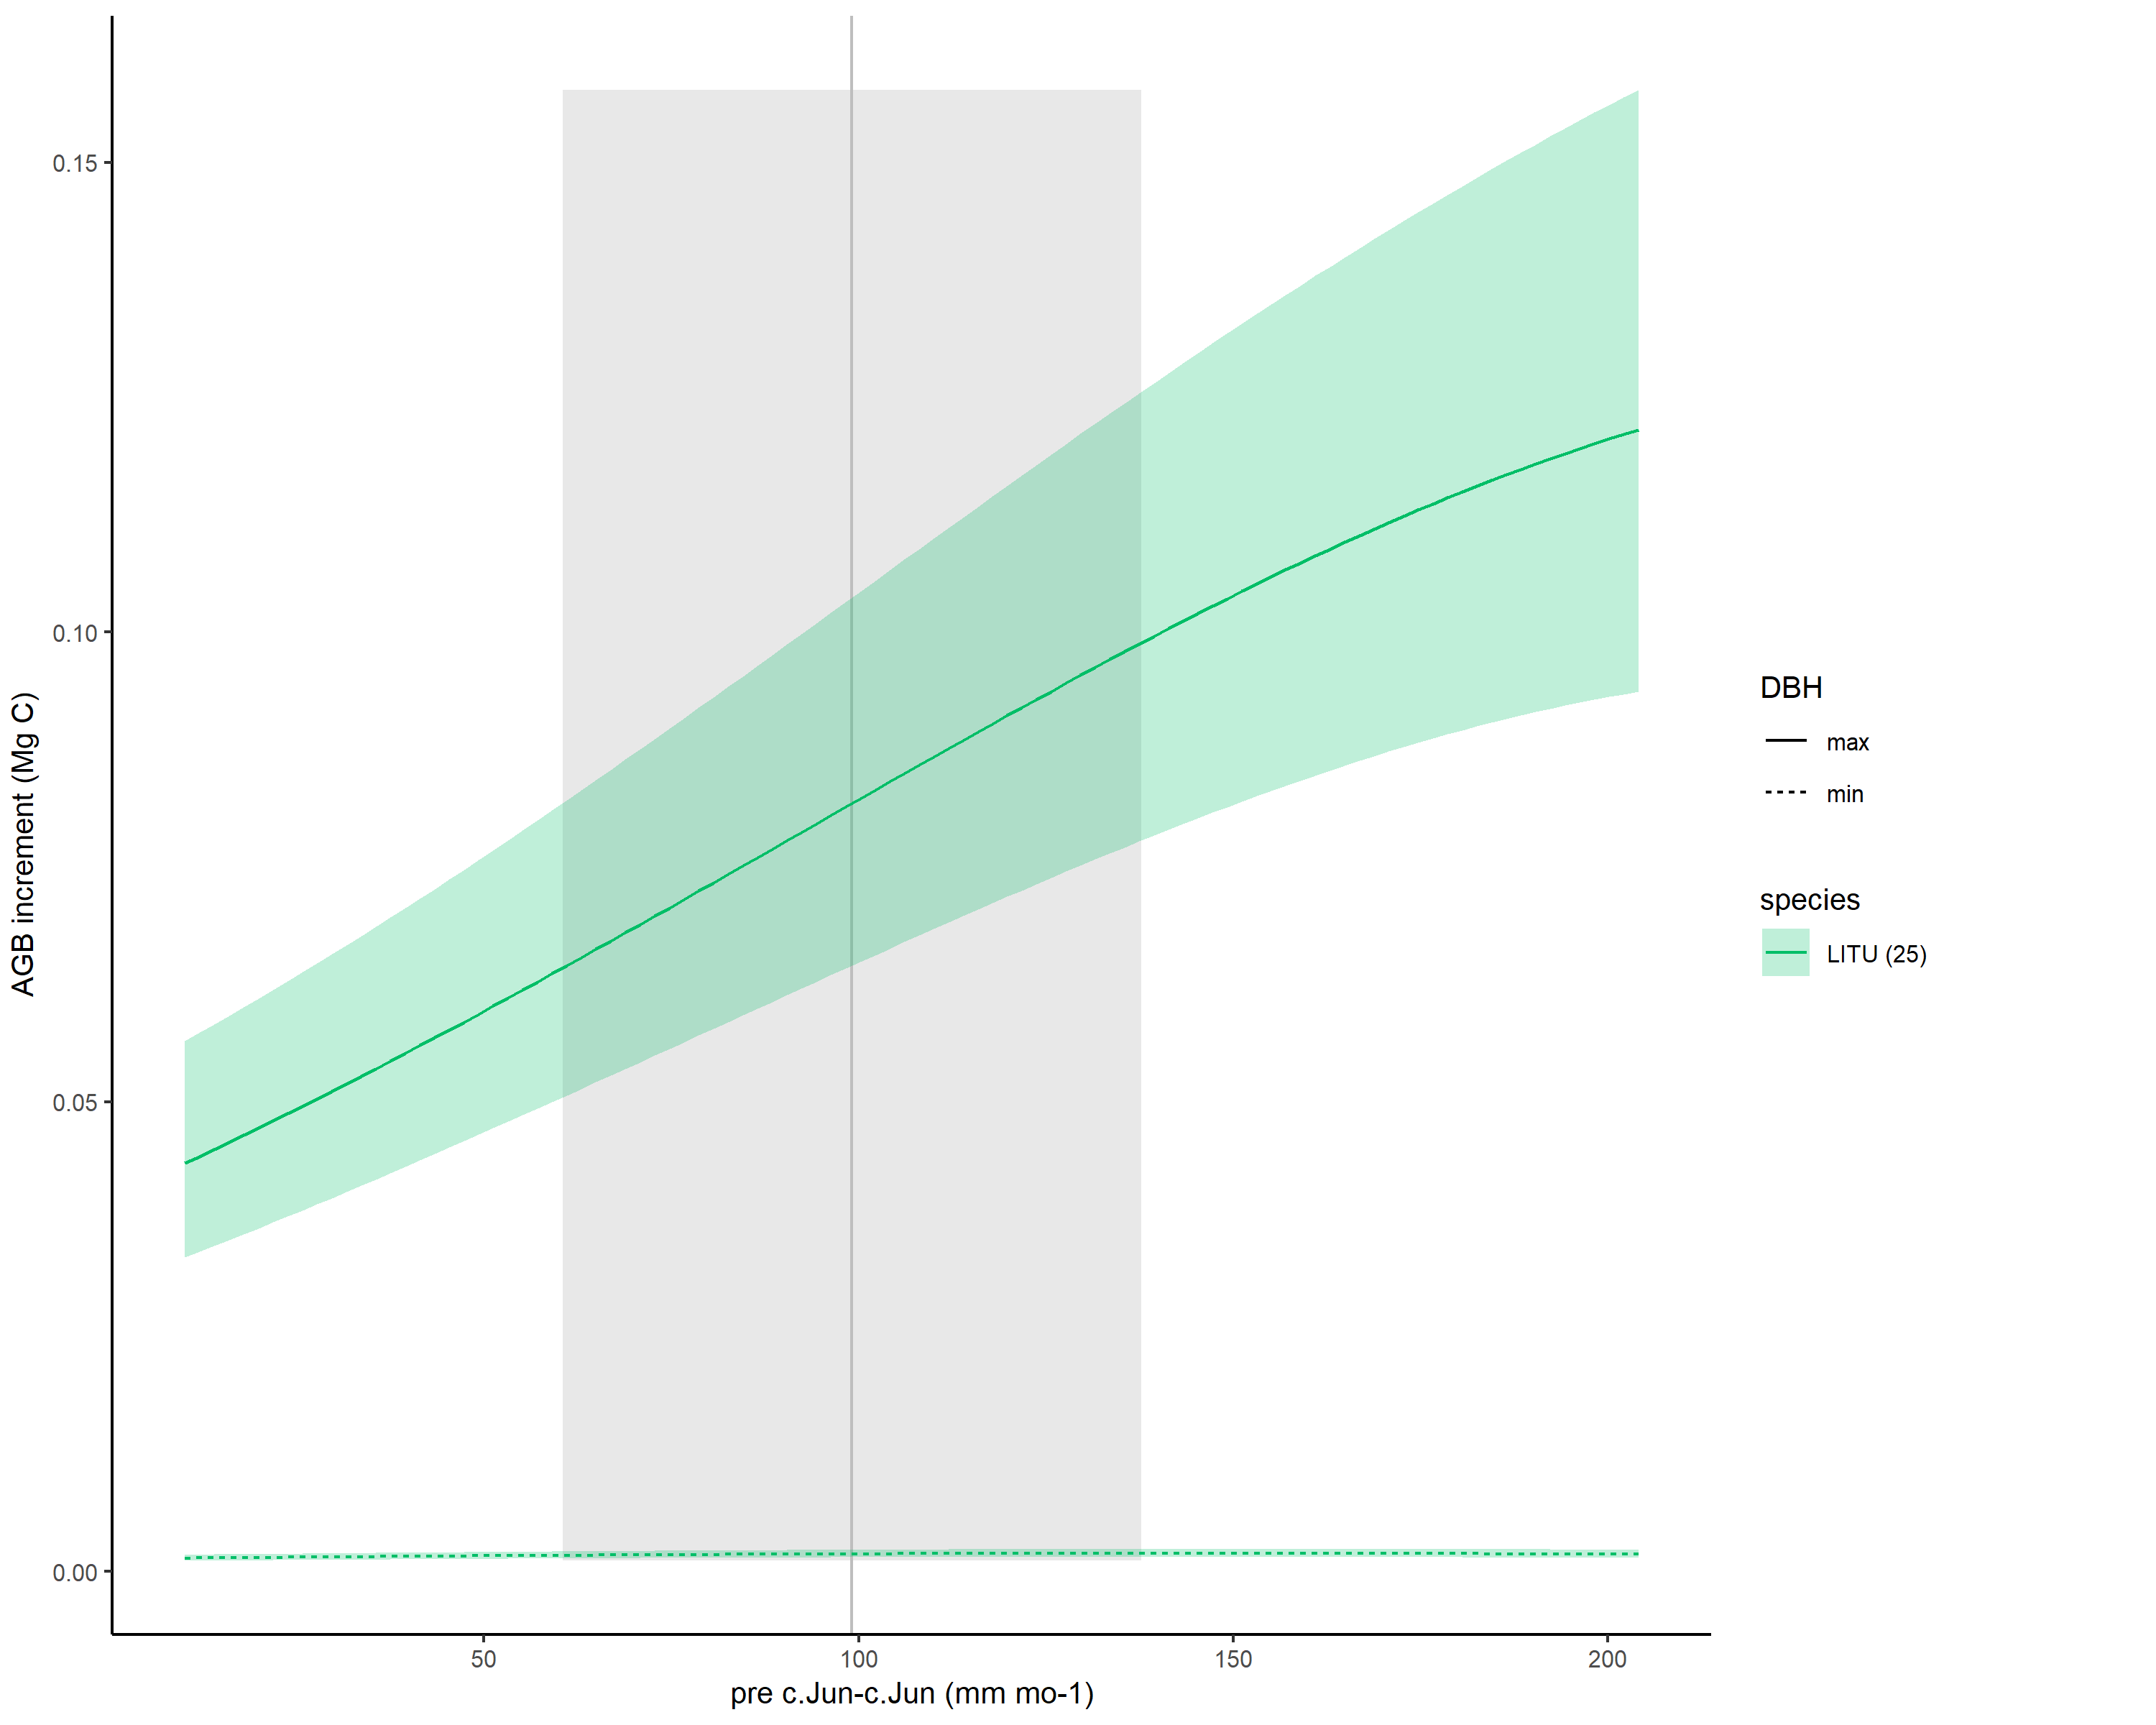 AGB increment (Mg C)
0.15
0.10
0.05
0.00
50 100 150 200
pre c.Jun-c.Jun (mm mo-1)
DBH
max
min
species
LITU (25)